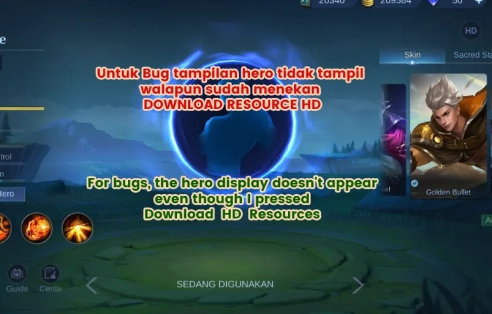 20340
209584
50
HD
Skin
Sacred Sta
Untuk Bug tampilan hero tidak tampil
walapun sudah menekan
DOWNLOAD RESOURCE HD
trol
Hero
For bugs, the hero display doesn't appear
even though I pressed
Download HD Resources
Golden Bullet
Guide
Cerita
SEDANG DIGUNAKAN